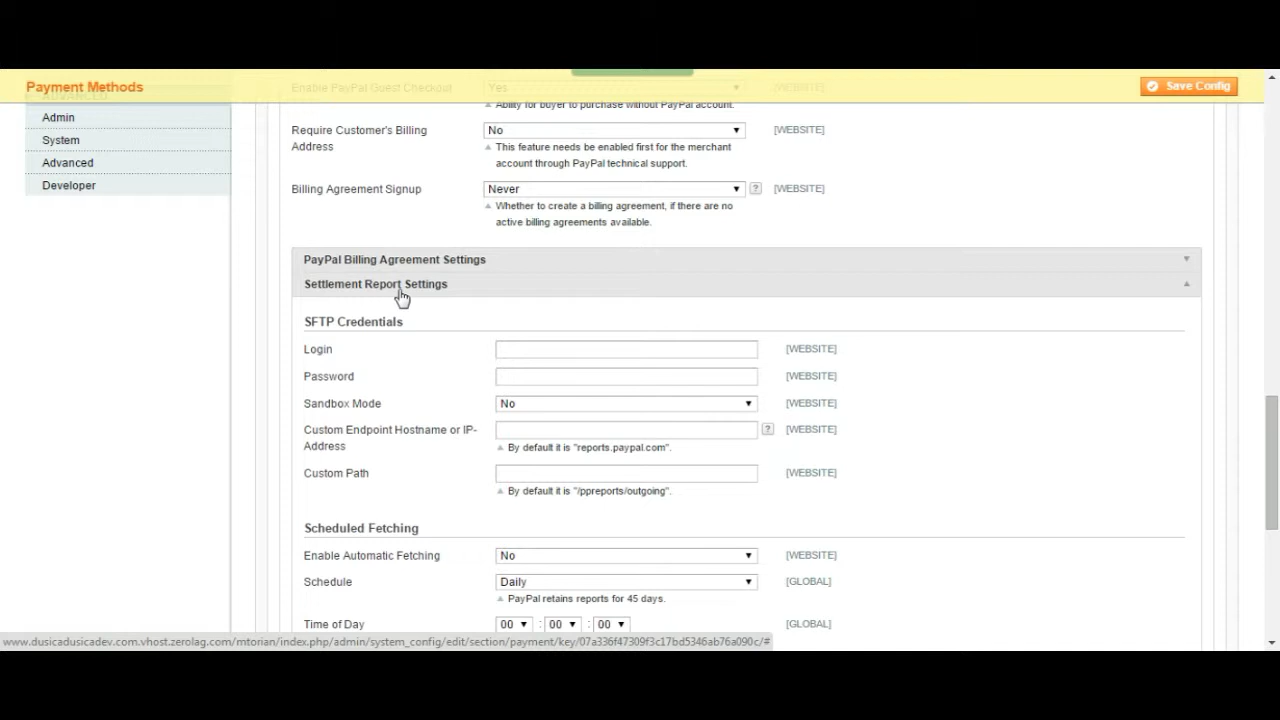 Payment Methods
Save Config
ADVANCED
Enable PayPal Guest Checkout Yes [WEBSITE]
Ability for buyer to purchase without PayPal account.
Admin
System
Advanced
Developer
Require Customer's Billing Address No [WEBSITE]
This feature needs be enabled first for the merchant
account through PayPal technical support.
Billing Agreement Signup Never ? [WEBSITE]
Whether to create a billing agreement, if there are no
active billing agreements available.
PayPal Billing Agreement Settings
Settlement Report Settings
SFTP Credentials
Login [WEBSITE]
Password [WEBSITE]
Sandbox Mode No [WEBSITE]
Custom Endpoint Hostname or IP- ? [WEBSITE]
Address By default it is "reports.paypal.com".
Custom Path [WEBSITE]
By default it is "/ppreports/outgoing".
Scheduled Fetching
Enable Automatic Fetching No [WEBSITE]
Schedule Daily [GLOBAL]
PayPal retains reports for 45 days.
Time of Day 00 : 00 : 00 [GLOBAL]
www.dusicadusicadev.com.vhost.zerolag.com/mtorian/index.php/admin/system_config/edit/section/payment/key/07a336f47309f3c17bd5346ab76a090c/#